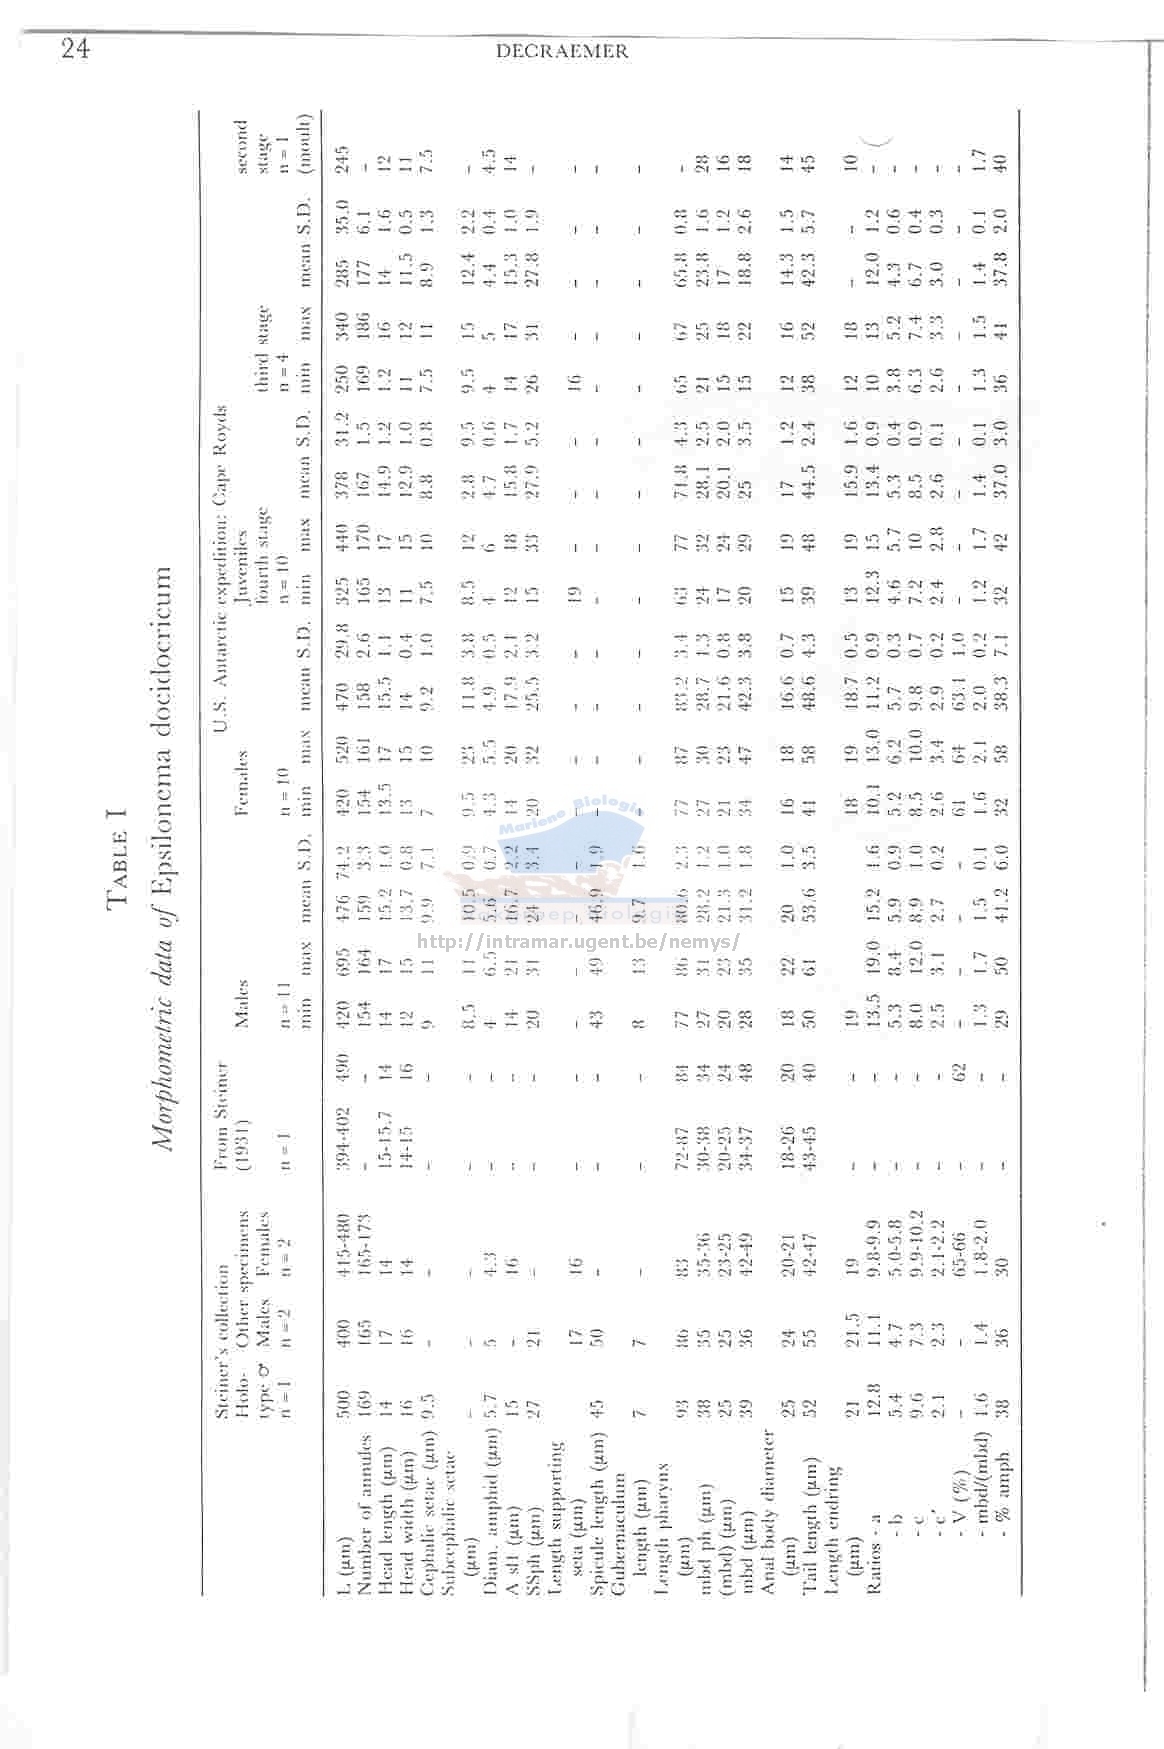 24
DECRAEMER
TABLE I
Morphometric data of Epsilonema docidocricum
Steiner's collection From Steiner U.S. Antarctic expedition: Cape Royds
Holo- Other specimens (1931) Males Females Juveniles second
type ♂ Males Females fourth stage third stage stage
n = 1 n = 2 n = 2 n = 1 n = 11 n = 10 n = 10 n = 4 n = 1
min max mean S.D. min max mean S.D. min max mean S.D. min max mean S.D. (moult)
L (µm) 500 400 415-480 394-402 490 420 695 476 74.2 420 520 470 29.8 325 440 378 31.2 250 340 285 35.0 245
Number of annules 169 165 165-173 – – 154 164 159 3.3 154 161 158 2.6 165 170 167 1.5 169 186 177 6.1 –
Head length (µm) 14 17 14 15-15.7 14 14 17 15.2 1.0 13.5 17 15.5 1.1 13 17 14.9 1.2 1.2 16 14 1.6 12
Head width (µm) 16 16 14 14-15 16 12 15 13.7 0.8 13 15 14 0.4 11 15 12.9 1.0 11 12 11.5 0.5 11
Cephalic setae (µm) 9.5 – – – – 9 11 9.9 7.1 7 10 9.2 1.0 7.5 10 8.8 0.8 7.5 11 8.9 1.3 7.5
Subcephalic setae
(µm) – – – – – 8.5 11 10.5 0.9 9.5 23 11.8 3.8 8.5 12 2.8 9.5 9.5 15 12.4 2.2 –
Diam. amphid (µm) 5.7 5 4.3 – – 4 6.5 5.6 0.7 4.3 5.5 4.9 0.5 4 6 4.7 0.6 4 5 4.4 0.4 4.5
A sH (µm) 15 – 16 – – 14 21 16.7 2.2 14 20 17.9 2.1 12 18 15.8 1.7 14 17 15.3 1.0 14
SSph (µm) 27 21 – – – 20 31 24 3.4 20 32 25.5 3.2 15 33 27.9 5.2 26 31 27.8 1.9 –
Length supporting
seta (µm) 17 16 – – – – – – – – – – 19 – – – 16 – – – –
Spicule length (µm) 45 50 – – – 43 49 46.9 1.9 – – – – – – – – – – – – –
Gubernaculum
length (µm) 7 7 – – – 8 13 9.7 1.6 – – – – – – – – – – – –
Length pharynx
(µm) 93 86 83 72-87 84 77 86 80.6 2.3 77 87 83.2 3.4 63 77 71.8 4.3 65 67 65.8 0.8 –
mbd ph (µm) 38 35 35-36 30-38 34 27 31 28.2 1.2 27 30 28.7 1.3 24 32 28.1 2.5 21 25 23.8 1.6 28
(mbd) (µm) 25 25 23-25 20-25 24 20 23 21.3 1.0 21 23 21.6 0.8 17 24 20.1 2.0 15 18 17 1.2 16
mbd (µm) 39 36 42-49 34-37 48 28 35 31.2 1.8 34 47 42.3 3.8 20 29 25 3.5 15 22 18.8 2.6 18
Anal body diameter
(µm) 25 24 20-21 18-26 20 18 22 20 1.0 16 18 16.6 0.7 15 19 17 1.2 12 16 14.3 1.5 14
Tail length (µm) 52 55 42-47 43-45 40 50 61 53.6 3.5 41 58 48.6 4.3 39 48 44.5 2.4 38 52 42.3 5.7 45
Length endring
(µm) 21 21.5 19 – – 19 18 19 18.7 0.5 13 19 15.9 1.6 12 18 – – 10
Ratios - a 12.8 11.1 9.8-9.9 – – 13.5 19.0 15.2 1.6 10.1 13.0 11.2 0.9 12.3 15 13.4 0.9 10 13 12.0 1.2 –
- b 5.4 4.7 5.0-5.8 – – 5.3 8.4 5.9 0.9 5.2 6.2 5.7 0.3 4.6 5.7 5.3 0.4 3.8 5.2 4.3 0.6 –
- c 9.6 7.3 9.9-10.2 – – 8.0 12.0 8.9 1.0 8.5 10.0 9.8 0.7 7.2 10 8.5 0.9 6.3 7.4 6.7 0.4 –
- c' 2.1 2.3 2.1-2.2 – – 2.5 3.1 2.7 0.2 2.6 3.4 2.9 0.2 2.4 2.8 2.6 0.1 2.6 3.3 3.0 0.3 –
- V (%) – – 65-66 – 62 – – – – 61 64 63.1 1.0 – – – – – – – – –
- mbd/(mbd) 1.6 1.4 1.8-2.0 – – 1.3 1.7 1.5 0.1 1.6 2.1 2.0 0.2 1.2 1.7 1.4 0.1 1.3 1.5 1.4 0.1 1.7
- % amph 38 36 30 – – 29 50 41.2 6.0 32 58 38.3 7.1 32 42 37.0 3.0 36 41 37.8 2.0 40
Mariene Biologie
Vakgroep Biologie
http://intramar.ugent.be/nemys/